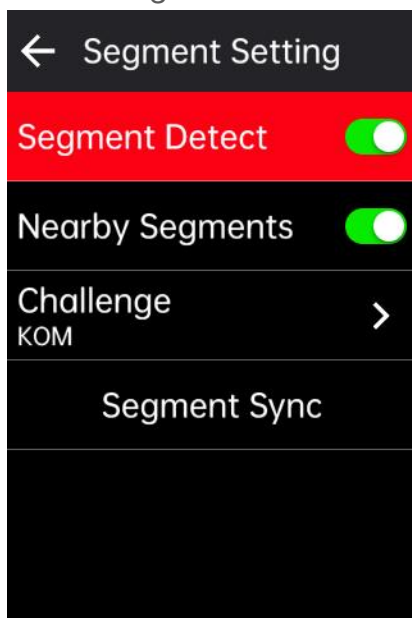 Segment Setting
Segment Detect
Nearby Segments
Challenge
KOM
Segment Sync